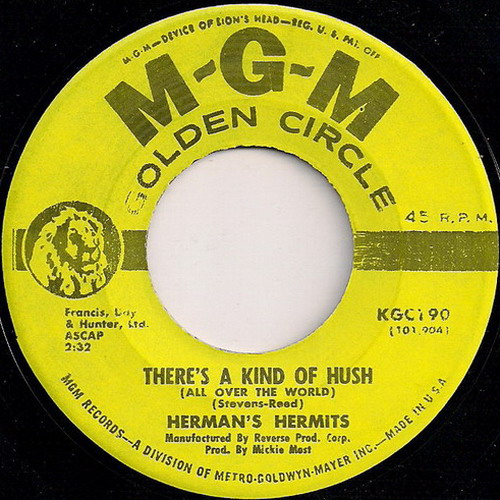 M-G-M—DEVICE OF LION'S HEAD—REG. U. S. PAT. OFF
M-G-M
GOLDEN CIRCLE
45 R.P.M.
Francis, Day
& Hunter, Ltd.
ASCAP
2:32
KGC190
(101,904)
THERE'S A KIND OF HUSH
(ALL OVER THE WORLD)
(Stevens-Reed)
HERMAN'S HERMITS
Manufactured By Reverse Prod. Corp.
Prod. By Mickie Most
MGM RECORDS—A DIVISION OF METRO-GOLDWYN-MAYER INC.—MADE IN U.S.A